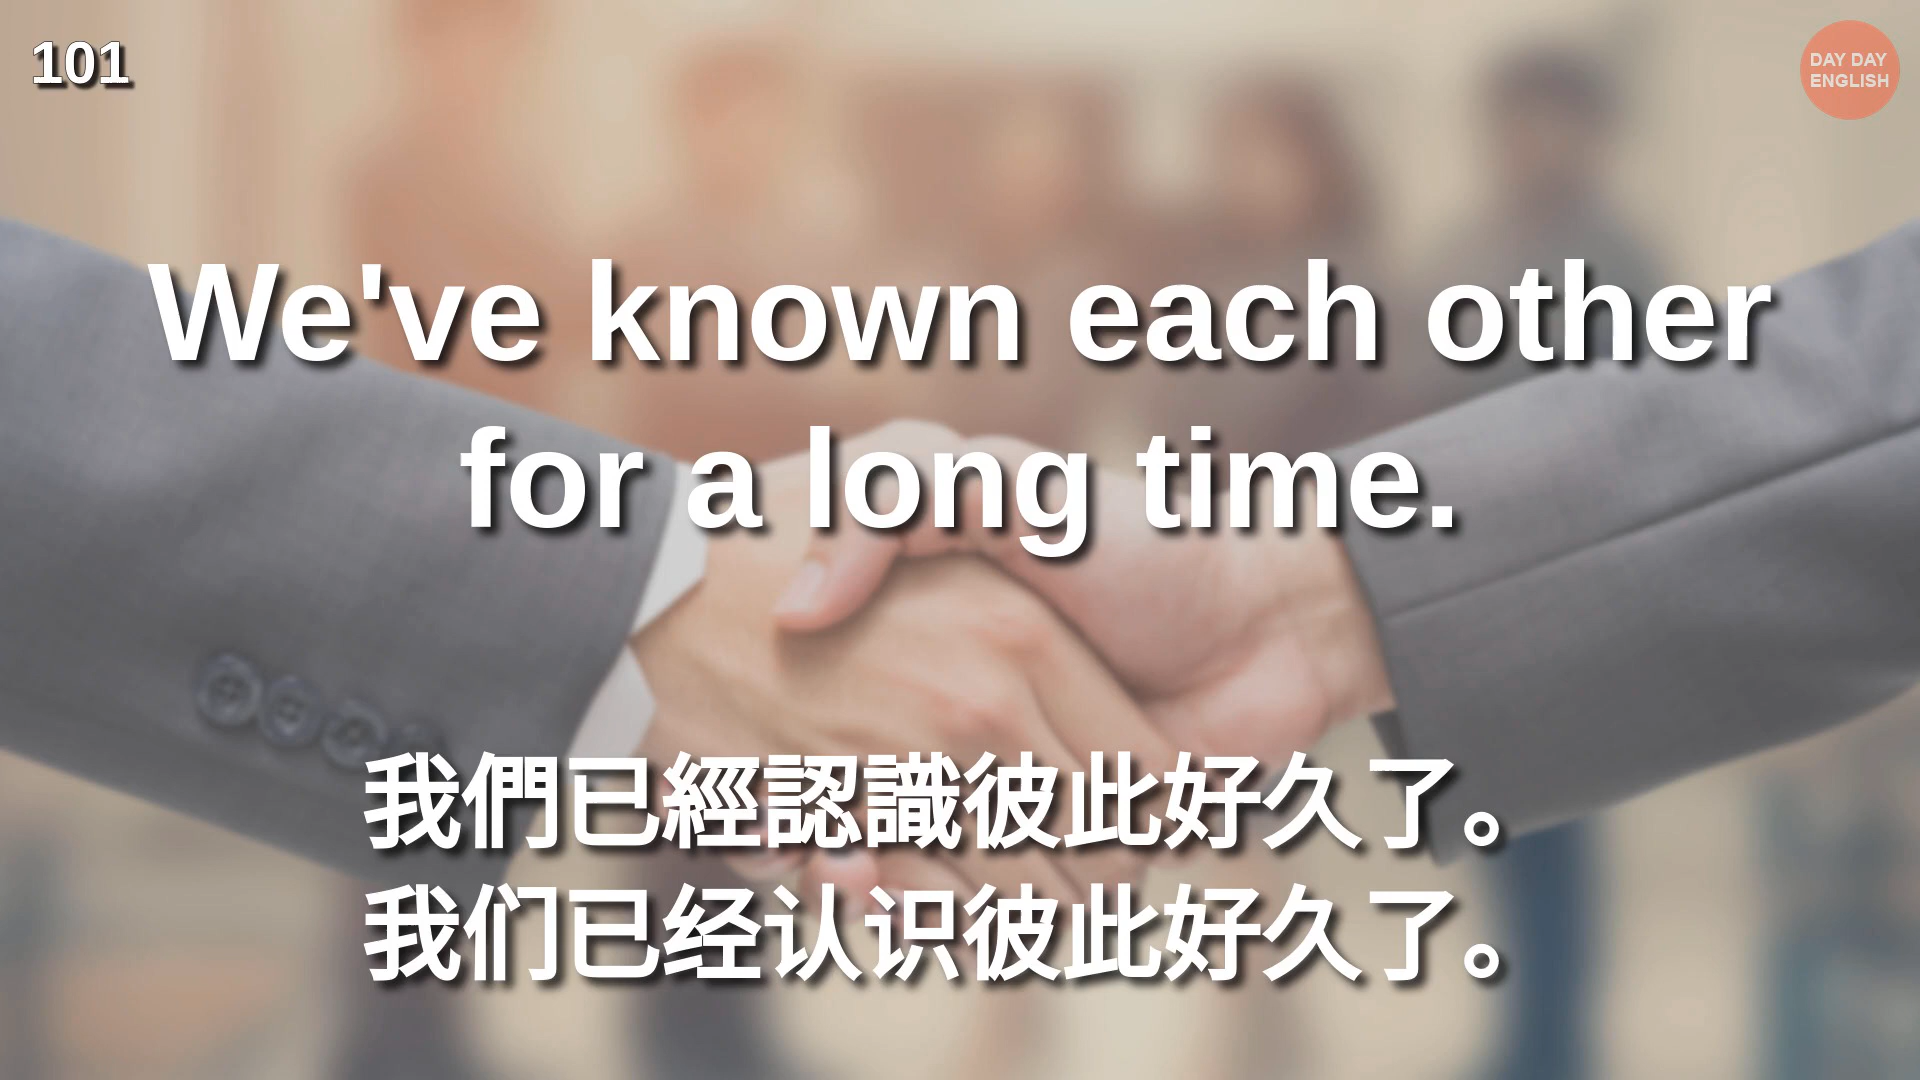 101
DAY DAY
ENGLISH
We've known each other
for a long time.
我們已經認識彼此好久了。
我们已经认识彼此好久了。